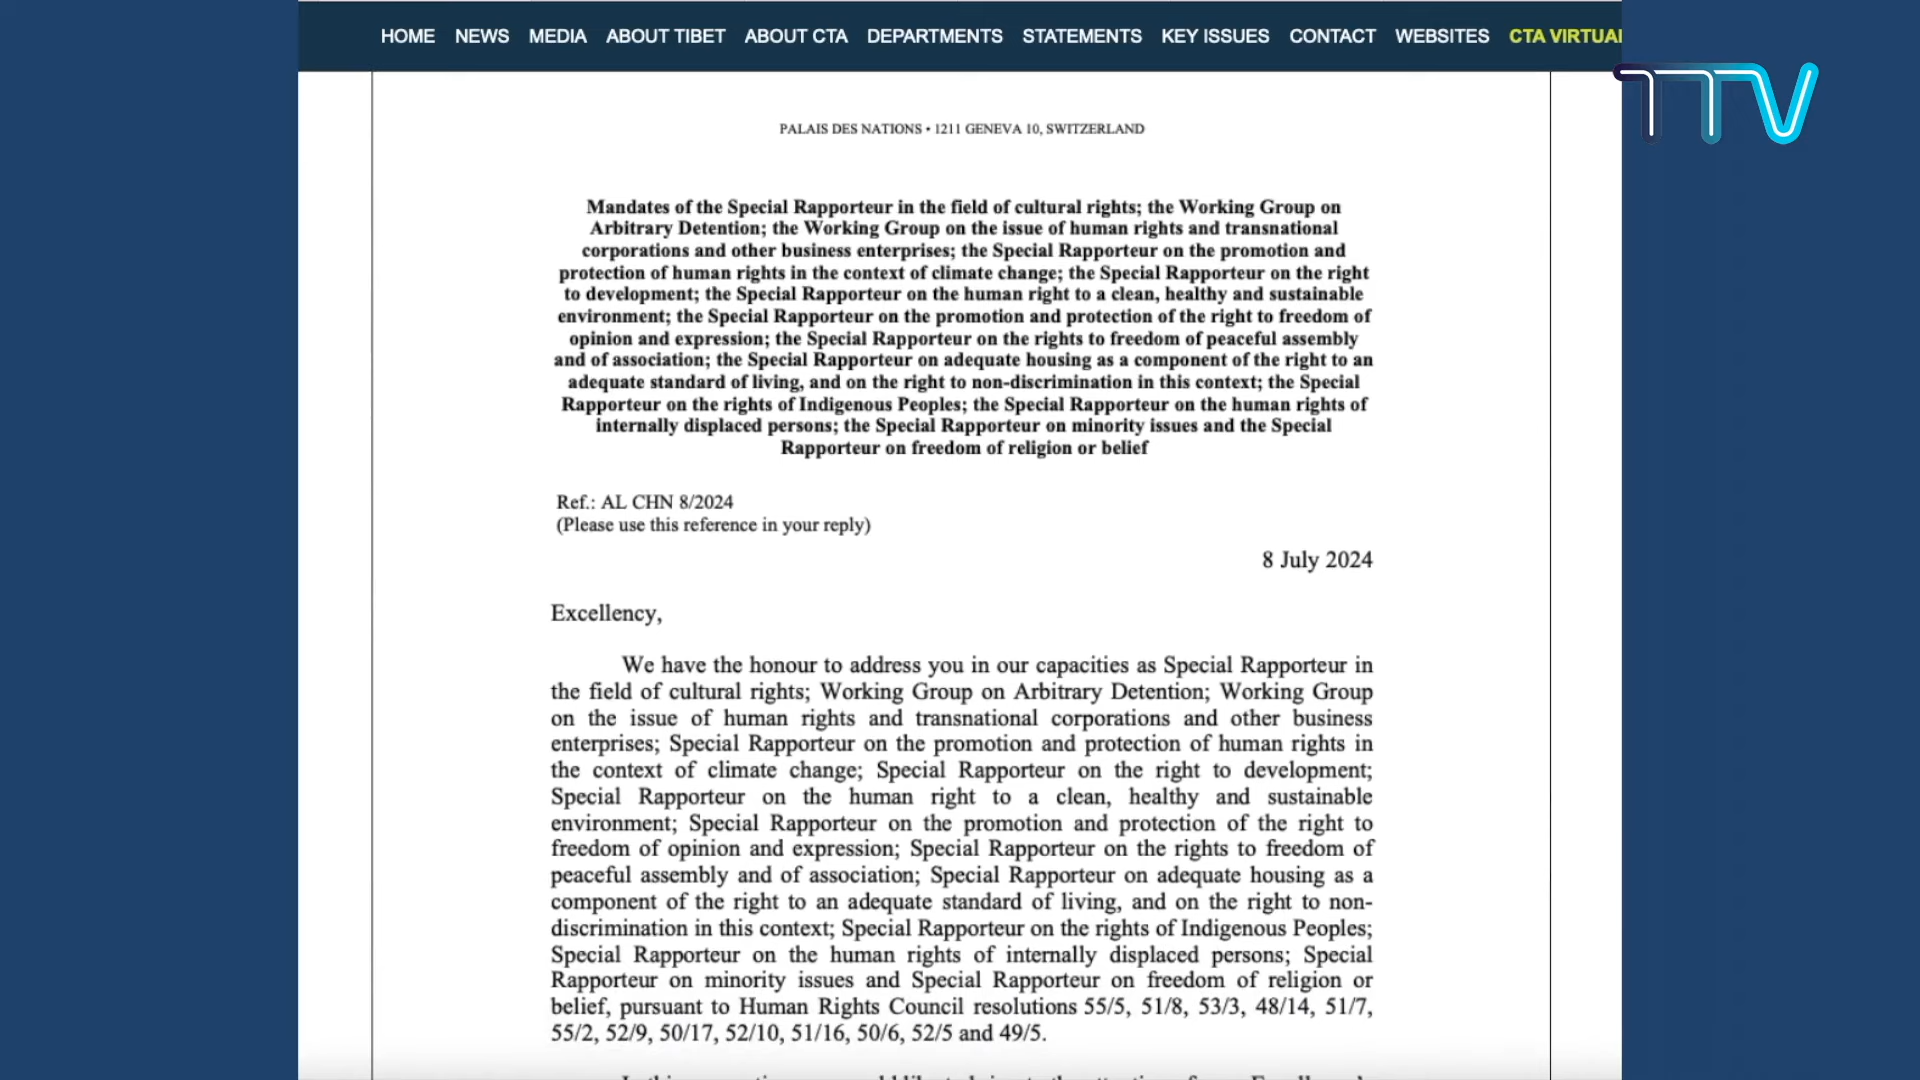 HOME NEWS MEDIA ABOUT TIBET ABOUT CTA DEPARTMENTS STATEMENTS KEY ISSUES CONTACT WEBSITES CTA VIRTUAL
TTV
PALAIS DES NATIONS • 1211 GENEVA 10, SWITZERLAND
Mandates of the Special Rapporteur in the field of cultural rights; the Working Group on
Arbitrary Detention; the Working Group on the issue of human rights and transnational
corporations and other business enterprises; the Special Rapporteur on the promotion and
protection of human rights in the context of climate change; the Special Rapporteur on the right
to development; the Special Rapporteur on the human right to a clean, healthy and sustainable
environment; the Special Rapporteur on the promotion and protection of the right to freedom of
opinion and expression; the Special Rapporteur on the rights to freedom of peaceful assembly
and of association; the Special Rapporteur on adequate housing as a component of the right to an
adequate standard of living, and on the right to non-discrimination in this context; the Special
Rapporteur on the rights of Indigenous Peoples; the Special Rapporteur on the human rights of
internally displaced persons; the Special Rapporteur on minority issues and the Special
Rapporteur on freedom of religion or belief
Ref.: AL CHN 8/2024
(Please use this reference in your reply)
8 July 2024
Excellency,
We have the honour to address you in our capacities as Special Rapporteur in
the field of cultural rights; Working Group on Arbitrary Detention; Working Group
on the issue of human rights and transnational corporations and other business
enterprises; Special Rapporteur on the promotion and protection of human rights in
the context of climate change; Special Rapporteur on the right to development;
Special Rapporteur on the human right to a clean, healthy and sustainable
environment; Special Rapporteur on the promotion and protection of the right to
freedom of opinion and expression; Special Rapporteur on the rights to freedom of
peaceful assembly and of association; Special Rapporteur on adequate housing as a
component of the right to an adequate standard of living, and on the right to non-
discrimination in this context; Special Rapporteur on the rights of Indigenous Peoples;
Special Rapporteur on the human rights of internally displaced persons; Special
Rapporteur on minority issues and Special Rapporteur on freedom of religion or
belief, pursuant to Human Rights Council resolutions 55/5, 51/8, 53/3, 48/14, 51/7,
55/2, 52/9, 50/17, 52/10, 51/16, 50/6, 52/5 and 49/5.